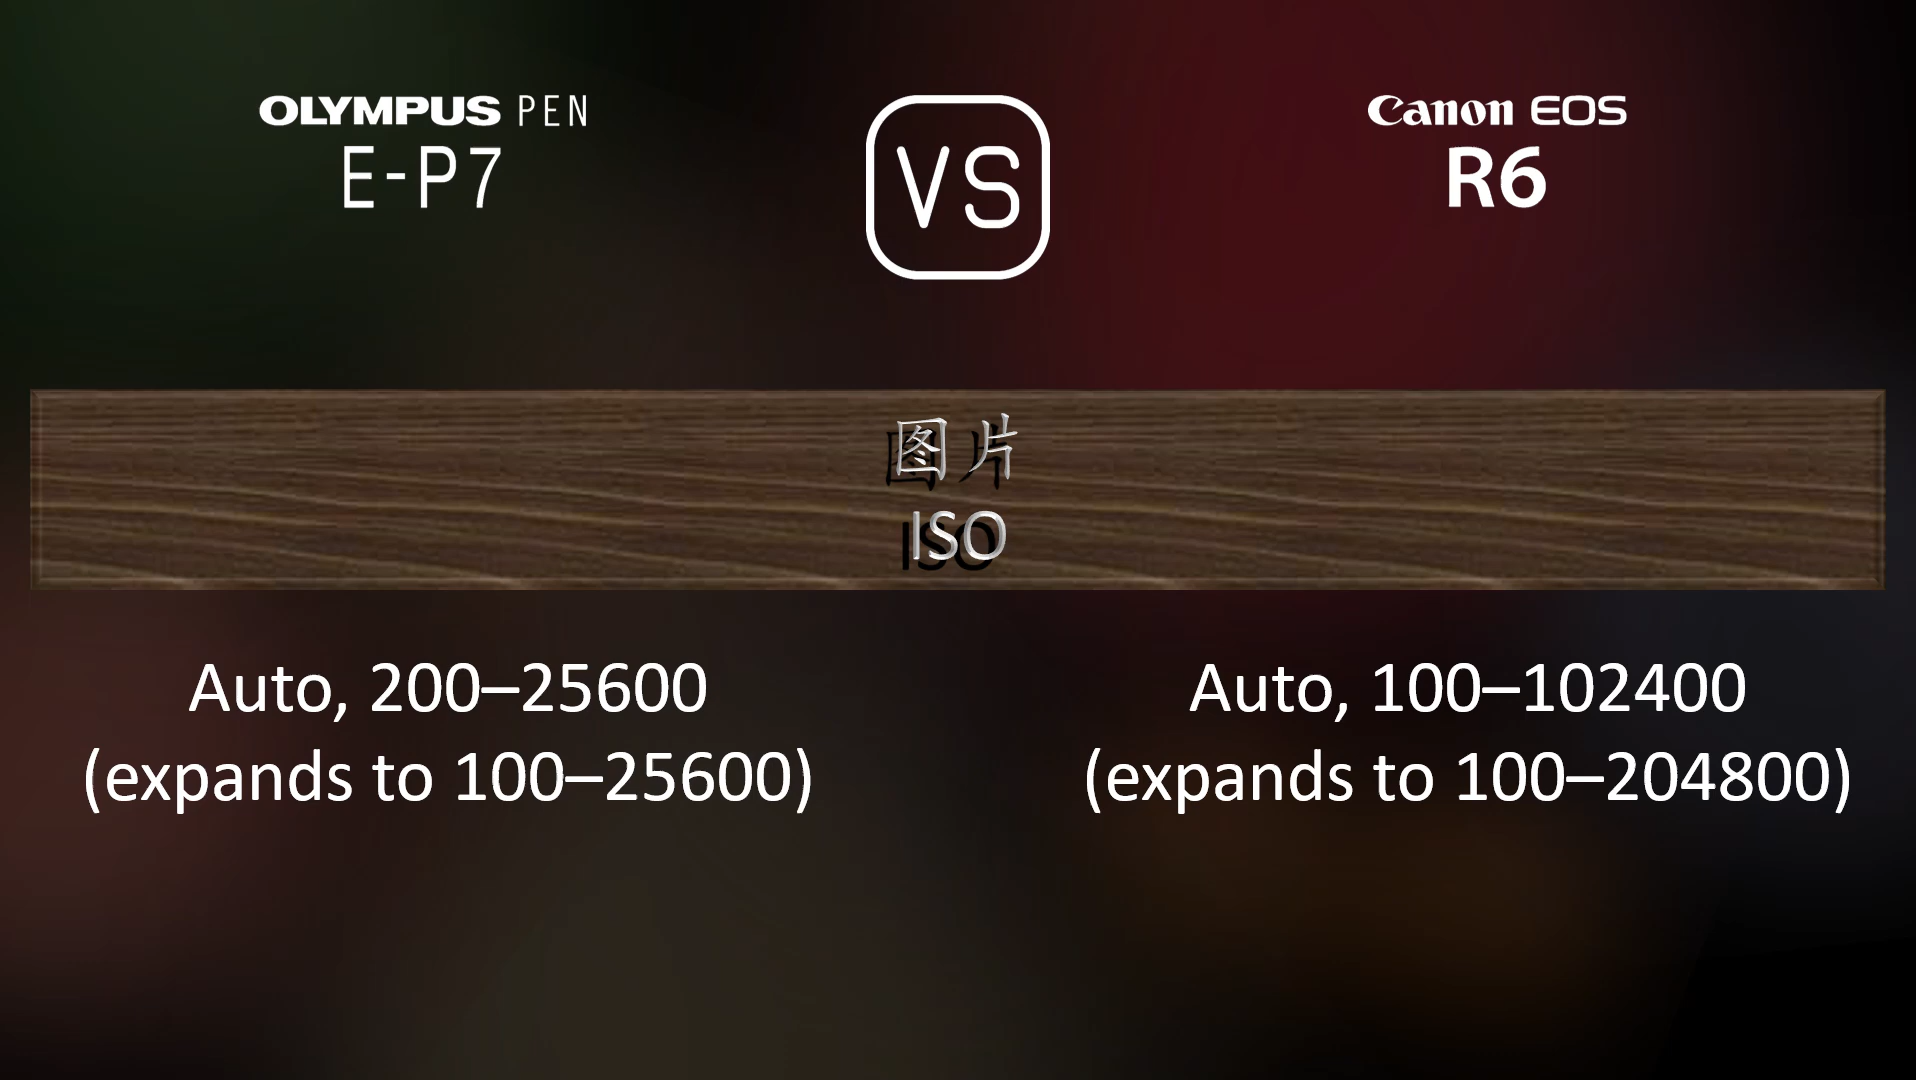 OLYMPUS PEN
E-P7
VS
Canon EOS
R6
图片
ISO
Auto, 200–25600
(expands to 100–25600)
Auto, 100–102400
(expands to 100–204800)